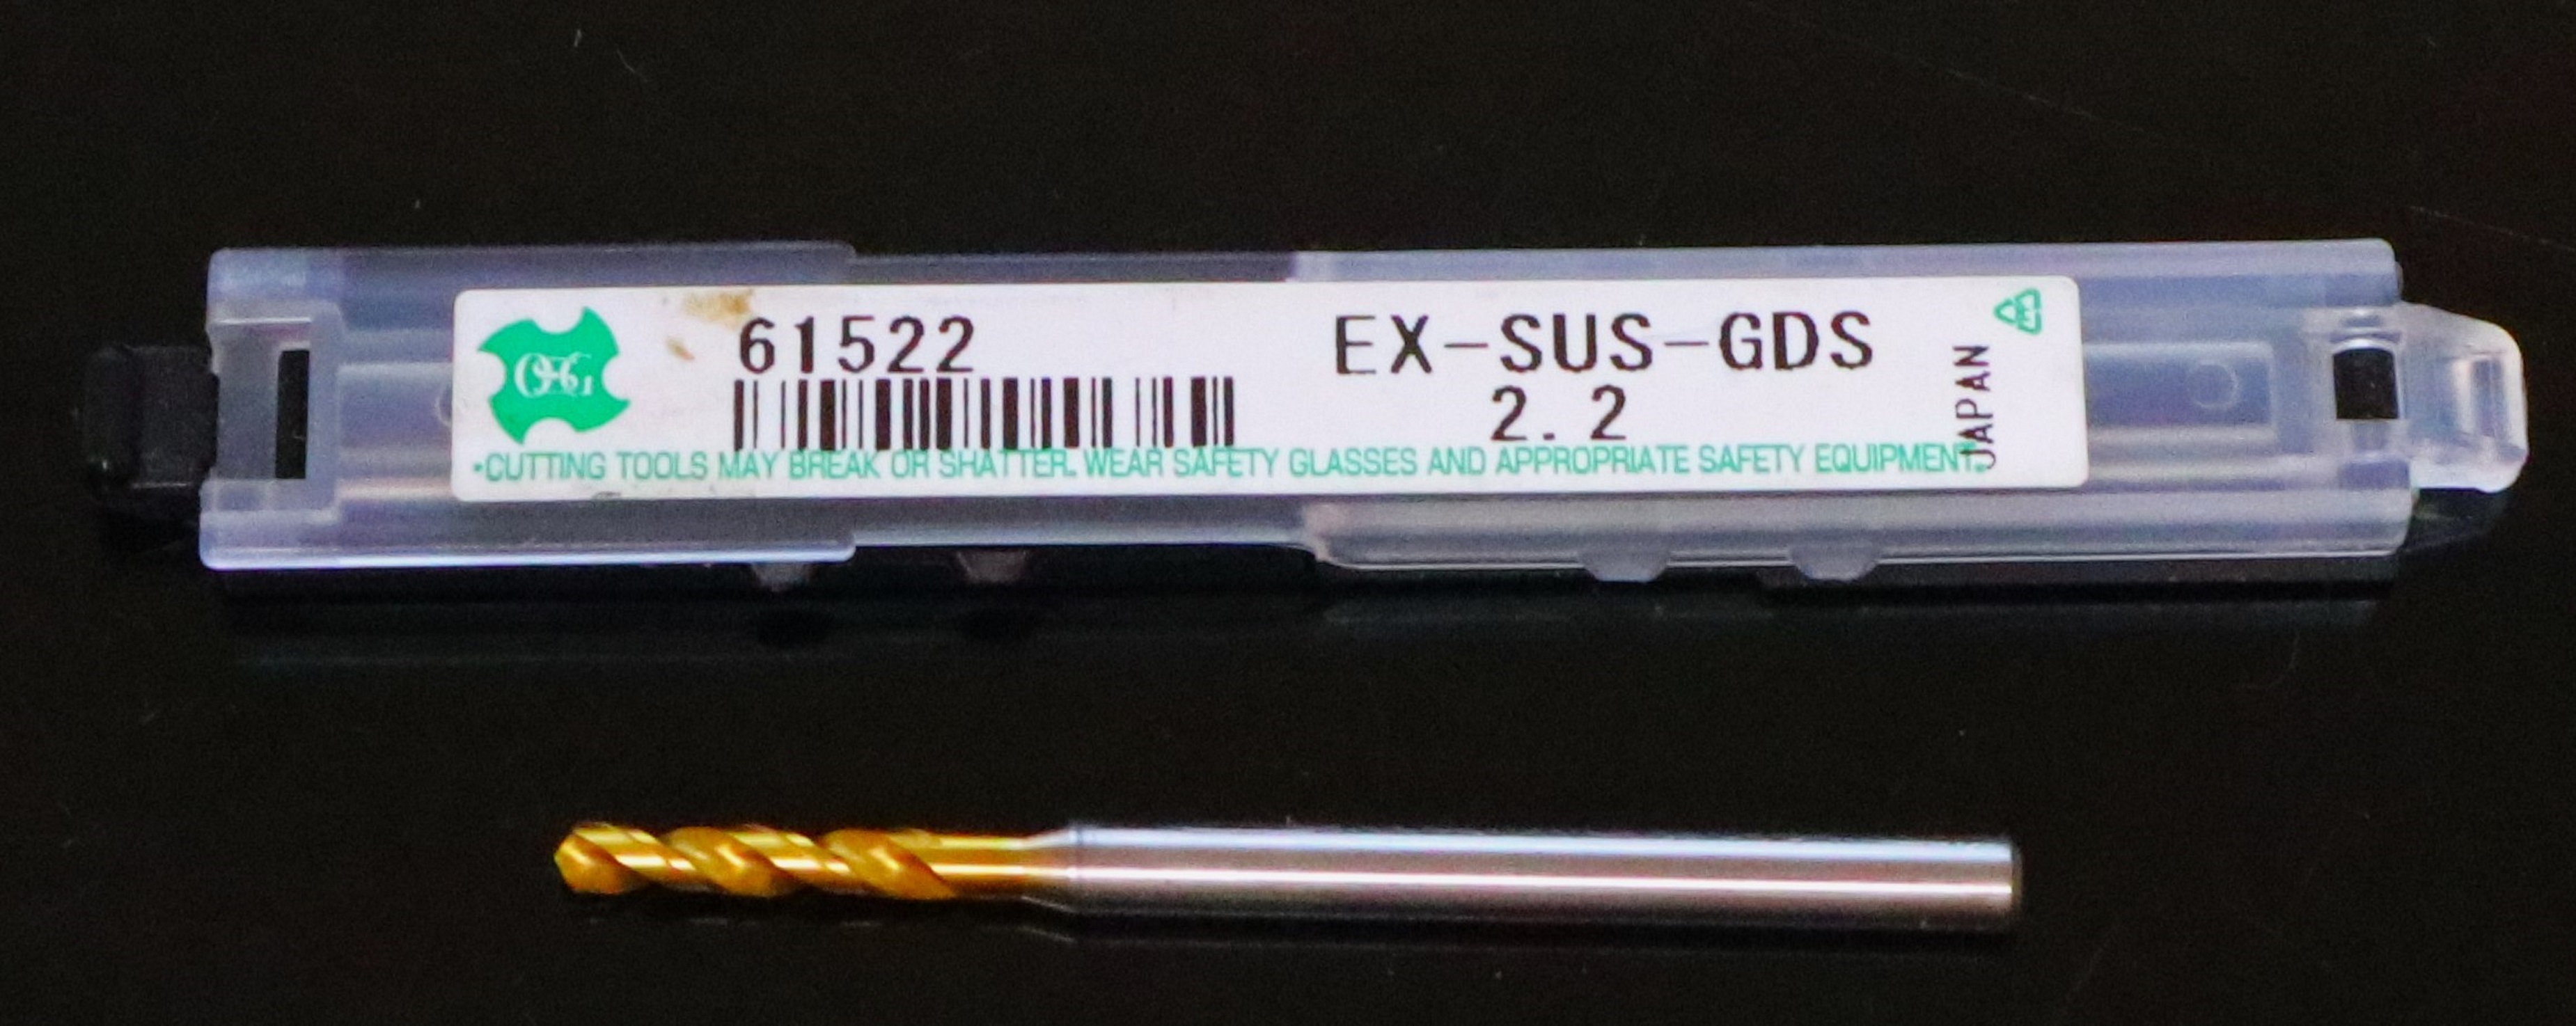 OSG
61522
EX-SUS-GDS
2.2
JAPAN
•CUTTING TOOLS MAY BREAK OR SHATTER. WEAR SAFETY GLASSES AND APPROPRIATE SAFETY EQUIPMENT.